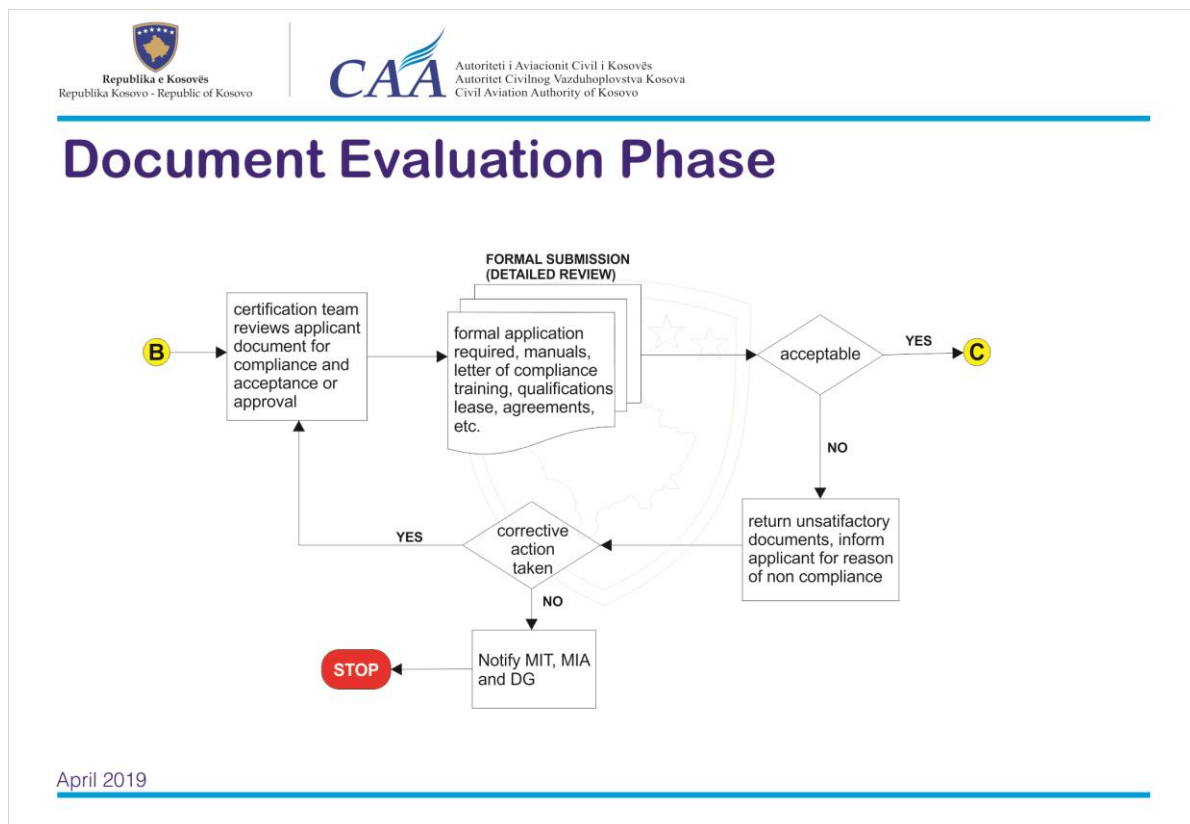 Republika e Kosovës
Republika Kosovo - Republic of Kosovo
CAA
Autoriteti i Aviacionit Civil i Kosovës
Autoritet Civilnog Vazduhoplovstva Kosova
Civil Aviation Authority of Kosovo
Document Evaluation Phase
B
certification team
reviews applicant
document for
compliance and
acceptance or
approval
FORMAL SUBMISSION
(DETAILED REVIEW)
formal application
required, manuals,
letter of compliance
training, qualifications
lease, agreements,
etc.
acceptable
YES
C
NO
return unsatifactory
documents, inform
applicant for reason
of non compliance
corrective
action
taken
YES
NO
Notify MIT, MIA
and DG
STOP
April 2019